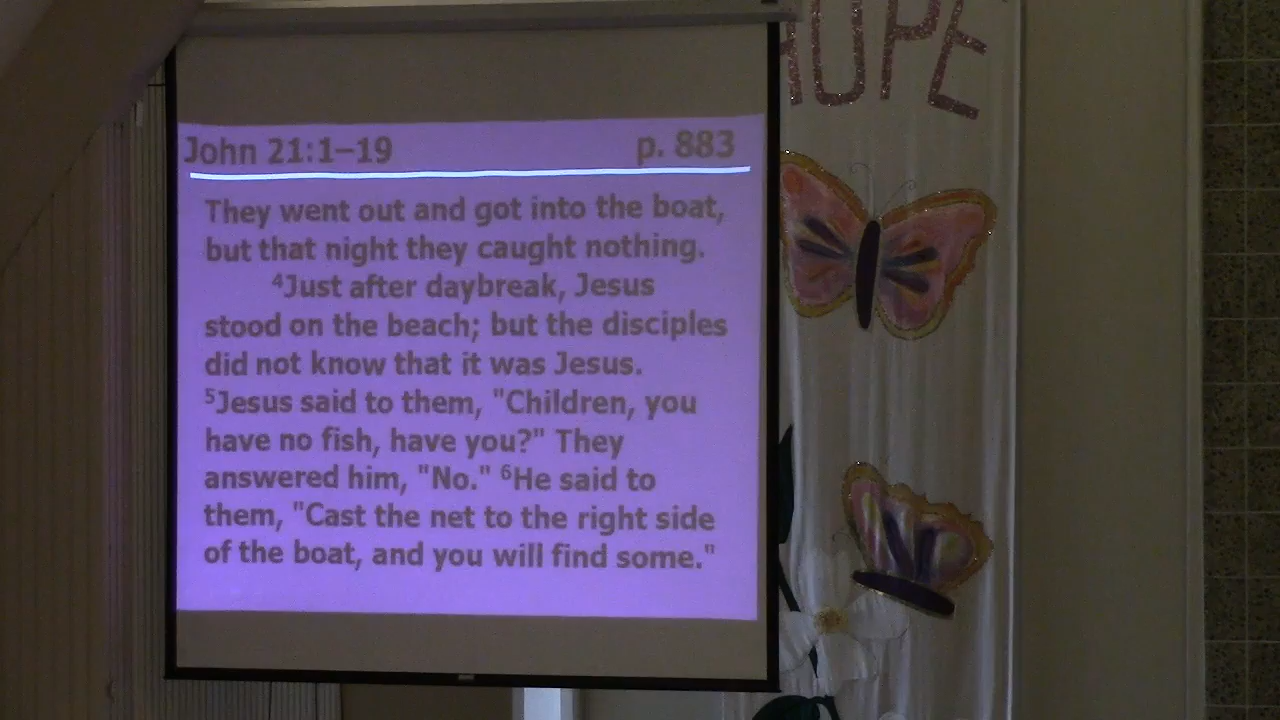 HOPE
John 21:1–19 p. 883
They went out and got into the boat,
but that night they caught nothing.
⁴Just after daybreak, Jesus
stood on the beach; but the disciples
did not know that it was Jesus.
⁵Jesus said to them, "Children, you
have no fish, have you?" They
answered him, "No." ⁶He said to
them, "Cast the net to the right side
of the boat, and you will find some."